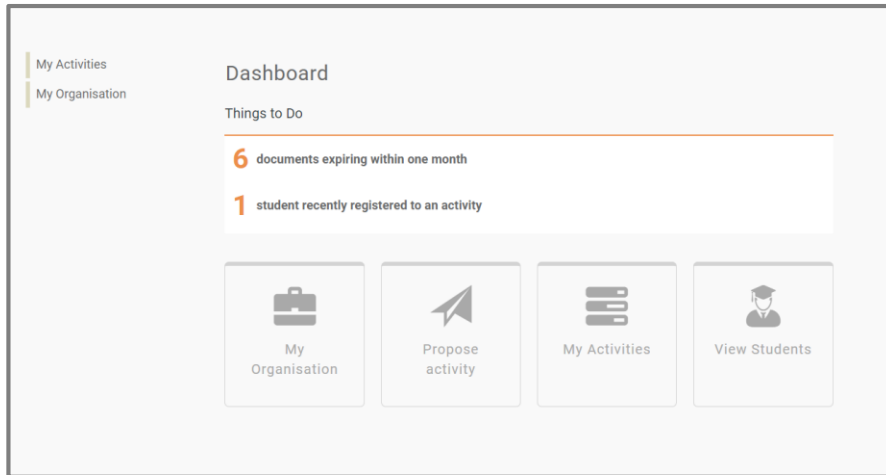 My Activities
My Organisation
Dashboard
Things to Do
6 documents expiring within one month
1 student recently registered to an activity
My
Organisation
Propose
activity
My Activities
View Students